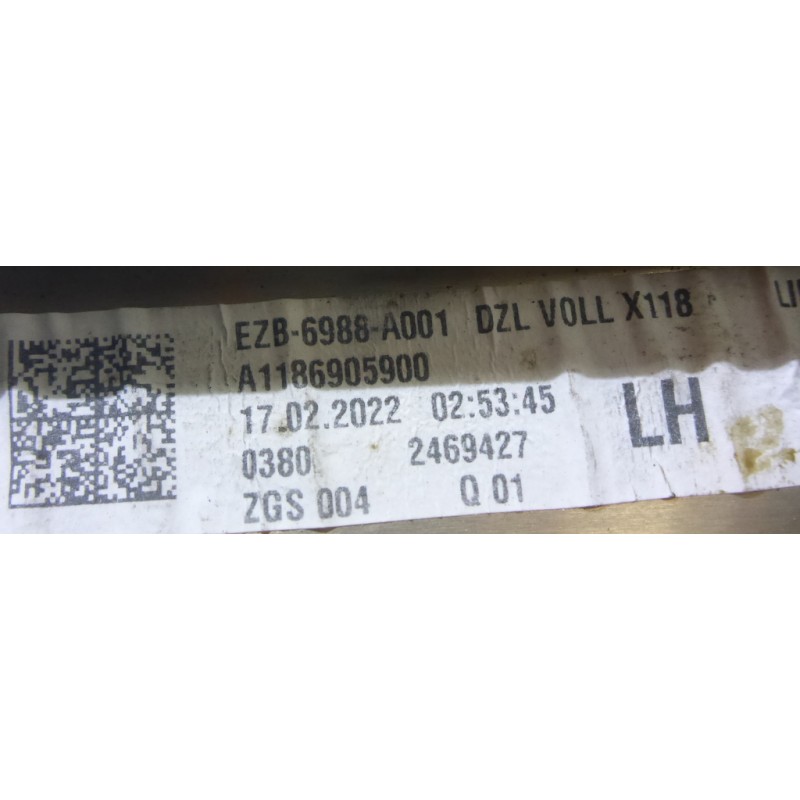 EZB-6988-A001 DZL VOLL X118
A1186905900
17.02.2022 02:53:45
LH
0380 2469427
ZGS 004 Q 01